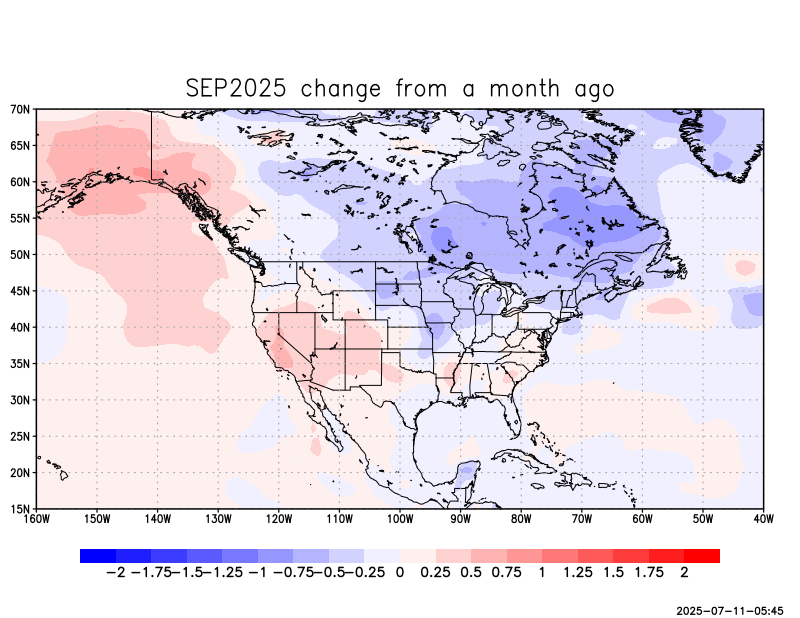 SEP2025 change from a month ago
70N
65N
60N
55N
50N
45N
40N
35N
30N
25N
20N
15N
160W 150W 140W 130W 120W 110W 100W 90W 80W 70W 60W 50W 40W
-2 -1.75 -1.5 -1.25 -1 -0.75 -0.5 -0.25 0 0.25 0.5 0.75 1 1.25 1.5 1.75 2
2025-07-11-05:45